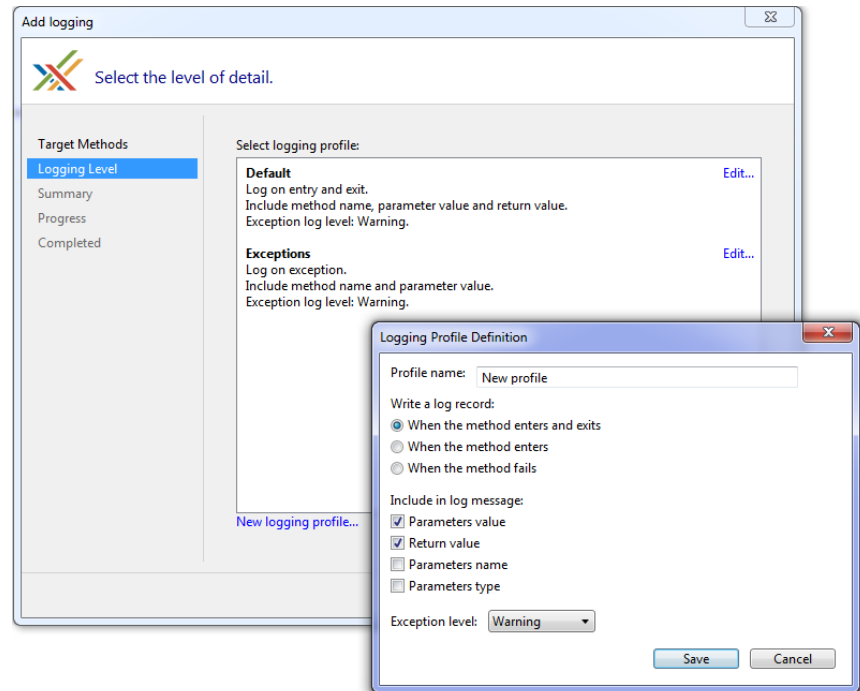 Add logging
Select the level of detail.
Target Methods
Logging Level
Summary
Progress
Completed
Select logging profile:
Default
Edit...
Log on entry and exit.
Include method name, parameter value and return value.
Exception log level: Warning.
Exceptions
Edit...
Log on exception.
Include method name and parameter value.
Exception log level: Warning.
New logging profile...
Logging Profile Definition
Profile name:
New profile
Write a log record:
When the method enters and exits
When the method enters
When the method fails
Include in log message:
Parameters value
Return value
Parameters name
Parameters type
Exception level:
Warning
Save
Cancel